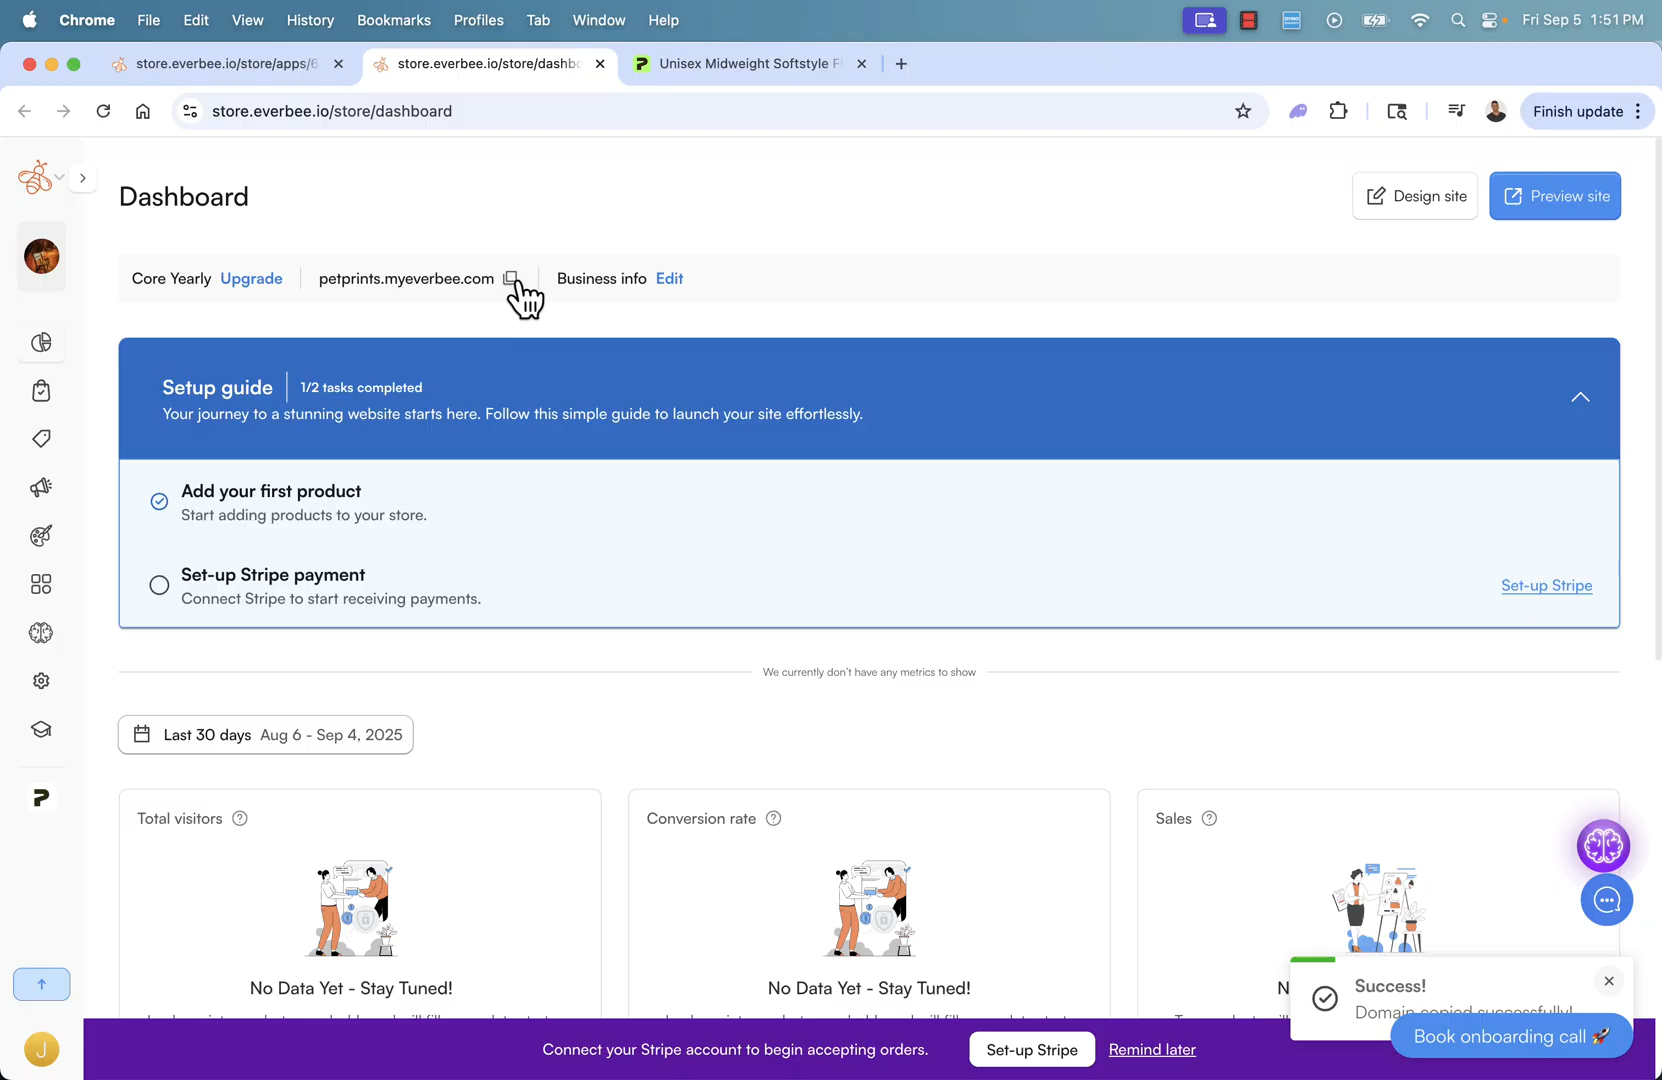 Chrome File Edit View History Bookmarks Profiles Tab Window Help Fri Sep 5 1:51 PM
store.everbee.io/store/apps/6 store.everbee.io/store/dashbo Unisex Midweight Softstyle Fl
store.everbee.io/store/dashboard Finish update
Dashboard
Design site Preview site
Core Yearly Upgrade petprints.myeverbee.com Business info Edit
Setup guide 1/2 tasks completed
Your journey to a stunning website starts here. Follow this simple guide to launch your site effortlessly.
Add your first product
Start adding products to your store.
Set-up Stripe payment
Connect Stripe to start receiving payments.
Set-up Stripe
We currently don't have any metrics to show
Last 30 days Aug 6 - Sep 4, 2025
Total visitors Conversion rate Sales
No Data Yet - Stay Tuned! No Data Yet - Stay Tuned! N
Success!
Domain copied successfully!
J
Connect your Stripe account to begin accepting orders. Set-up Stripe Remind later
Book onboarding call 🚀